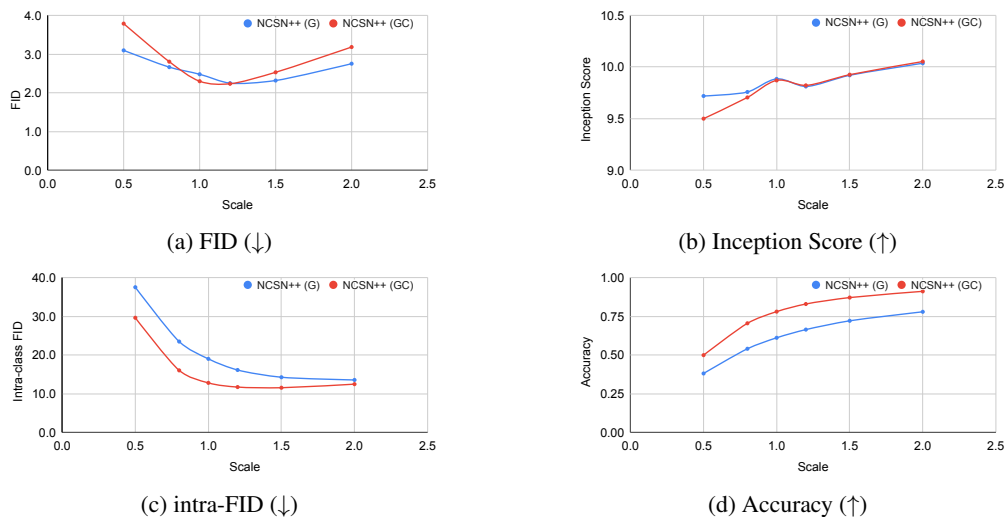 4.0
NCSN++ (G) NCSN++ (GC)
3.0
2.0
1.0
0.0
FID
0.0 0.5 1.0 1.5 2.0 2.5
Scale
(a) FID (↓)
10.5
NCSN++ (G) NCSN++ (GC)
10.0
9.5
9.0
Inception Score
0.0 0.5 1.0 1.5 2.0 2.5
Scale
(b) Inception Score (↑)
40.0
NCSN++ (G) NCSN++ (GC)
30.0
20.0
10.0
0.0
Intra-class FID
0.0 0.5 1.0 1.5 2.0 2.5
Scale
(c) intra-FID (↓)
1.00
NCSN++ (G) NCSN++ (GC)
0.75
0.50
0.25
0.00
Accuracy
0.0 0.5 1.0 1.5 2.0 2.5
Scale
(d) Accuracy (↑)